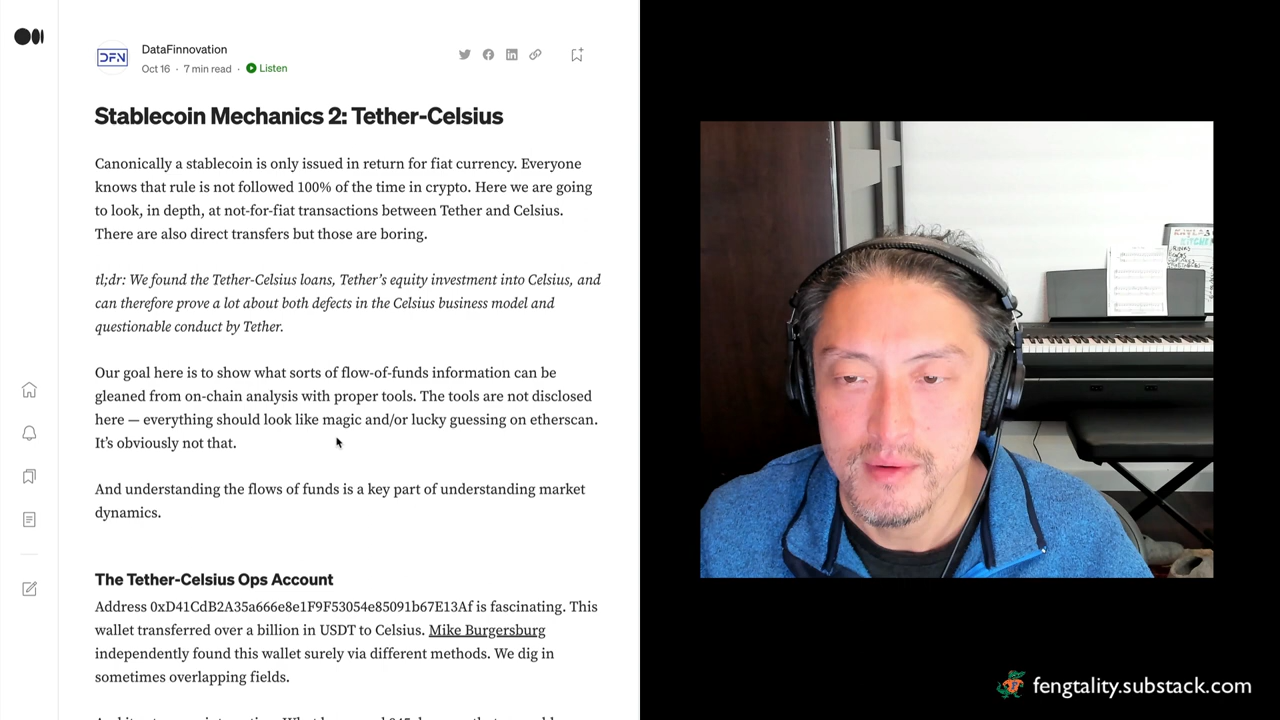 DFN
DataFinnovation
Oct 16 · 7 min read · Listen
Stablecoin Mechanics 2: Tether-Celsius
Canonically a stablecoin is only issued in return for fiat currency. Everyone
knows that rule is not followed 100% of the time in crypto. Here we are going
to look, in depth, at not-for-fiat transactions between Tether and Celsius.
There are also direct transfers but those are boring.
tl;dr: We found the Tether-Celsius loans, Tether’s equity investment into Celsius, and
can therefore prove a lot about both defects in the Celsius business model and
questionable conduct by Tether.
Our goal here is to show what sorts of flow-of-funds information can be
gleaned from on-chain analysis with proper tools. The tools are not disclosed
here — everything should look like magic and/or lucky guessing on etherscan.
It’s obviously not that.
And understanding the flows of funds is a key part of understanding market
dynamics.
The Tether-Celsius Ops Account
Address 0xD41CdB2A35a666e8e1F9F53054e85091b67E13Af is fascinating. This
wallet transferred over a billion in USDT to Celsius. Mike Burgersburg
independently found this wallet surely via different methods. We dig in
sometimes overlapping fields.
KITCHEN
fengtality.substack.com